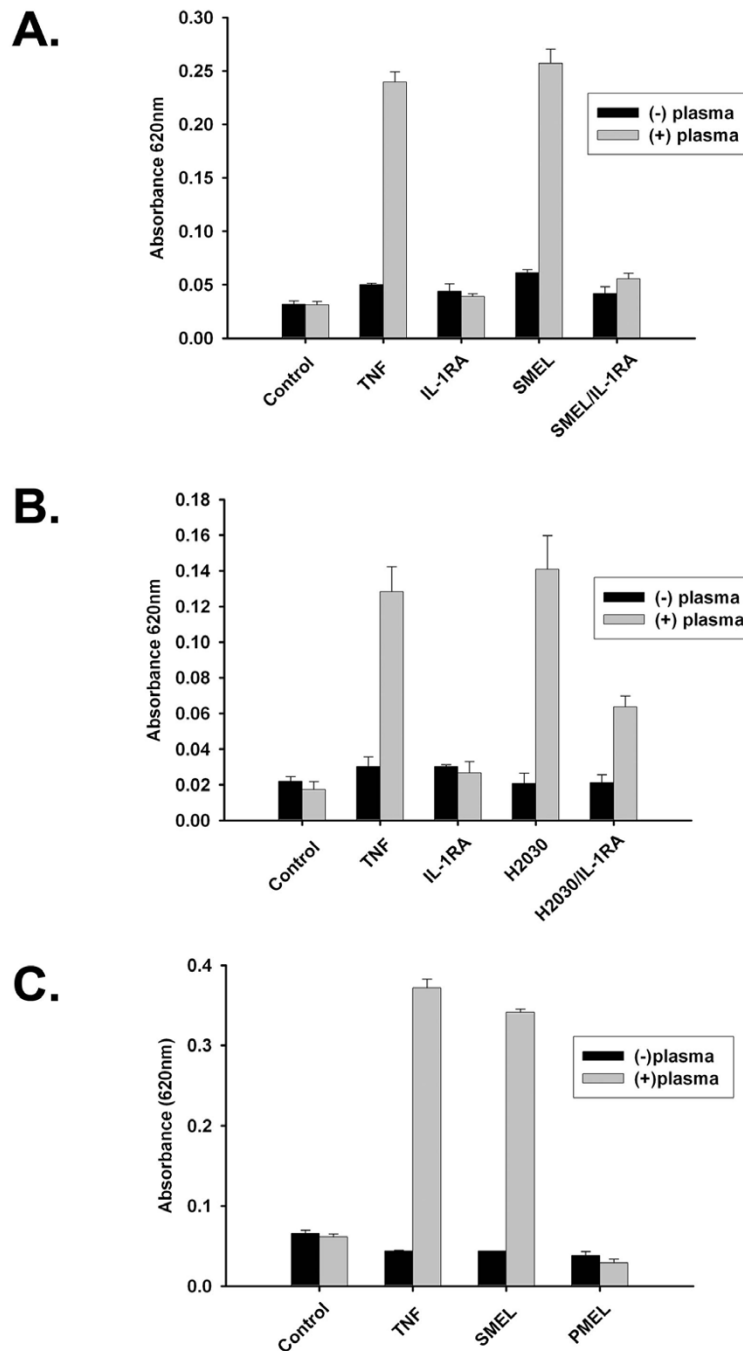 A.
0.30
0.25
0.20
0.15
0.10
0.05
0.00
Absorbance 620nm
(-) plasma
(+) plasma
Control
TNF
IL-1RA
SMEL
SMEL/IL-1RA
B.
0.18
0.16
0.14
0.12
0.10
0.08
0.06
0.04
0.02
0.00
Absorbance 620nm
(-) plasma
(+) plasma
Control
TNF
IL-1RA
H2030
H2030/IL-1RA
C.
0.4
0.3
0.2
0.1
0.0
Absorbance (620nm)
(-)plasma
(+)plasma
Control
TNF
SMEL
PMEL